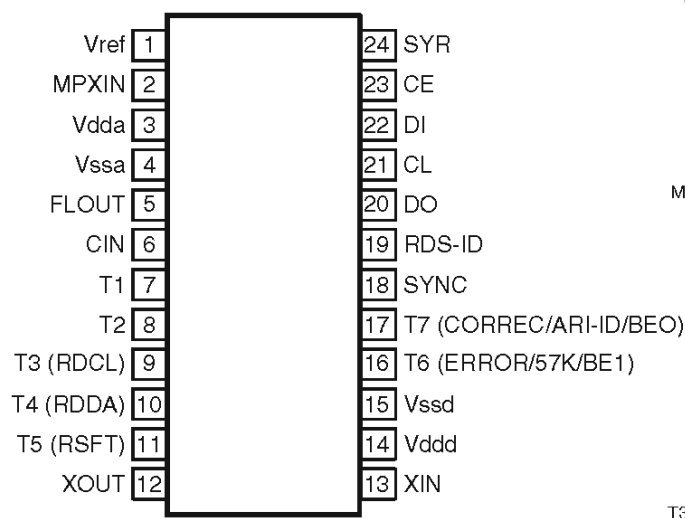 Vref 1 24 SYR
MPXIN 2 23 CE
Vdda 3 22 DI
Vssa 4 21 CL
FLOUT 5 20 DO
CIN 6 19 RDS-ID
T1 7 18 SYNC
T2 8 17 T7 (CORREC/ARI-ID/BEO)
T3 (RDCL) 9 16 T6 (ERROR/57K/BE1)
T4 (RDDA) 10 15 Vssd
T5 (RSFT) 11 14 Vddd
XOUT 12 13 XIN
M
T3